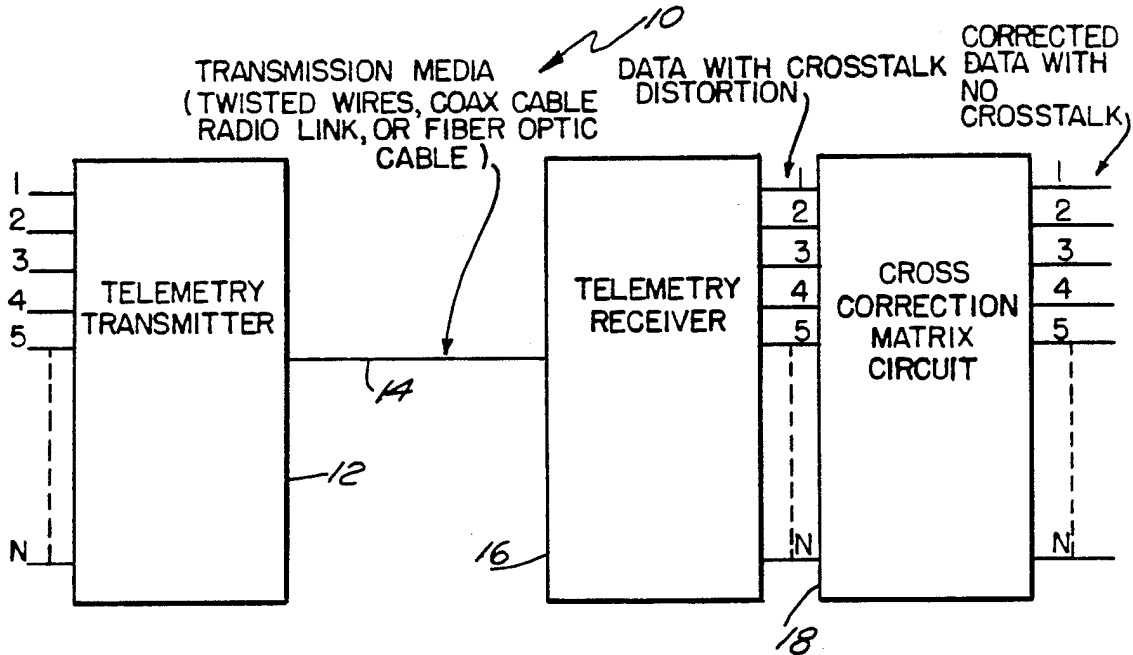 10
TRANSMISSION MEDIA
(TWISTED WIRES, COAX CABLE
RADIO LINK, OR FIBER OPTIC
CABLE)
DATA WITH CROSSTALK
DISTORTION
CORRECTED
DATA WITH
NO
CROSSTALK
1
2
3
4
5
N
TELEMETRY
TRANSMITTER
12
14
TELEMETRY
RECEIVER
16
1
2
3
4
5
N
CROSS
CORRECTION
MATRIX
CIRCUIT
18
1
2
3
4
5
N